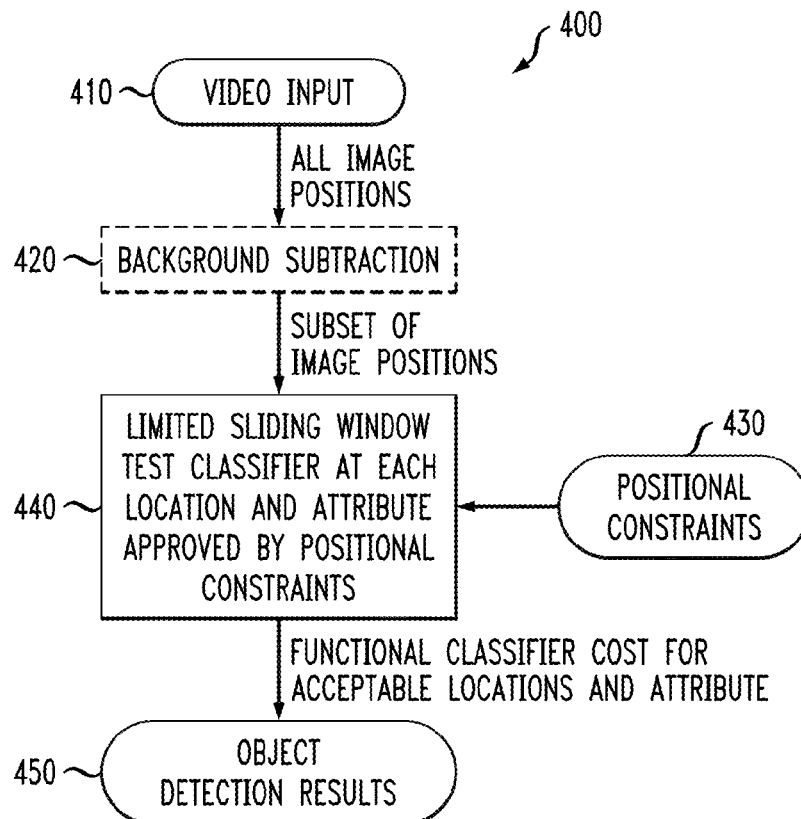 400
410
VIDEO INPUT
ALL IMAGE
POSITIONS
420
BACKGROUND SUBTRACTION
SUBSET OF
IMAGE POSITIONS
430
POSITIONAL
CONSTRAINTS
440
LIMITED SLIDING WINDOW
TEST CLASSIFIER AT EACH
LOCATION AND ATTRIBUTE
APPROVED BY POSITIONAL
CONSTRAINTS
FUNCTIONAL CLASSIFIER COST FOR
ACCEPTABLE LOCATIONS AND ATTRIBUTE
450
OBJECT
DETECTION RESULTS